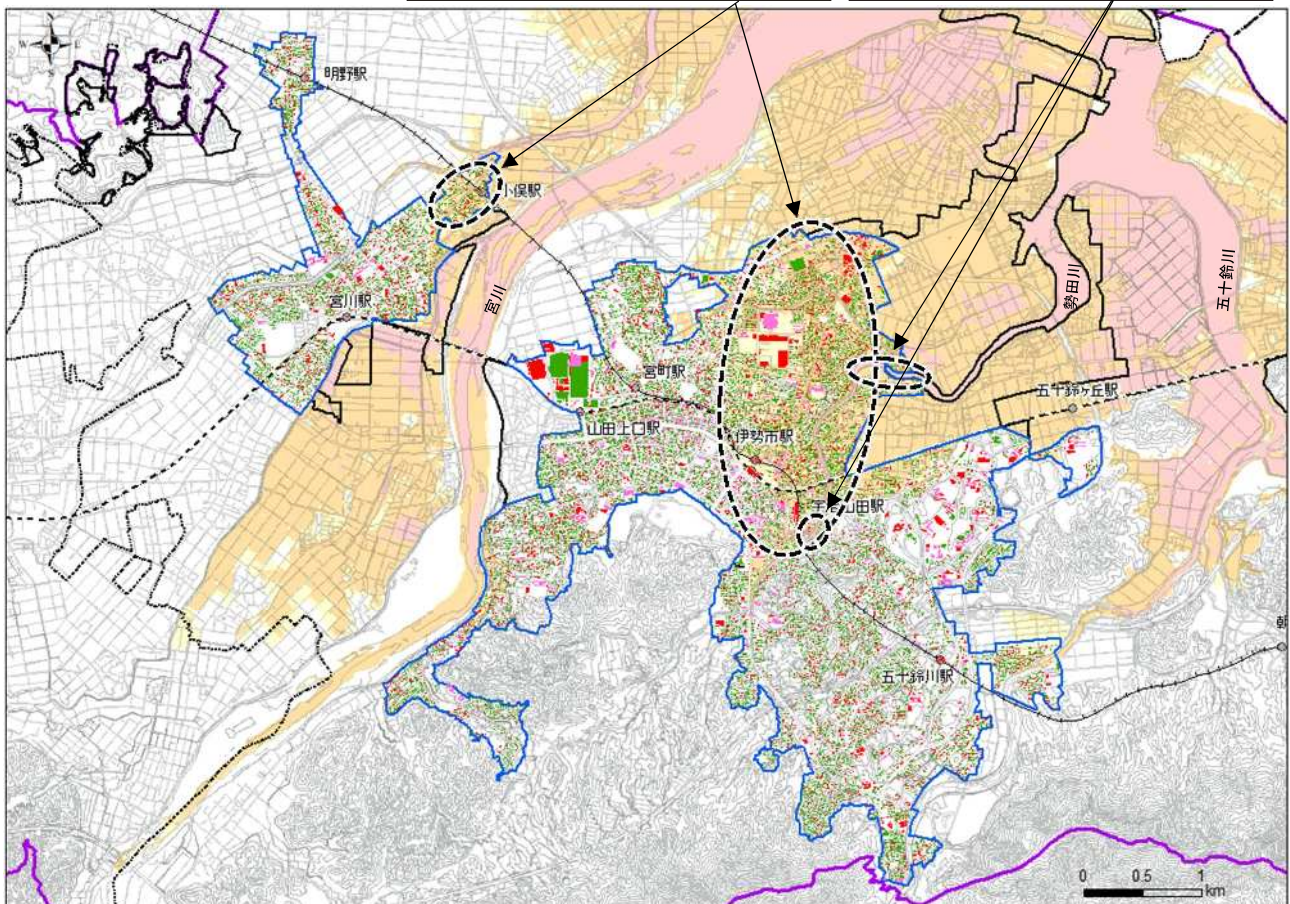 明野駅
小俣駅
宮川駅
宮川
宮町駅
山田上口駅
伊勢市駅
宇治山田駅
勢田川
五十鈴川
五十鈴ヶ丘駅
五十鈴川駅
朝
0 0.5 1
km